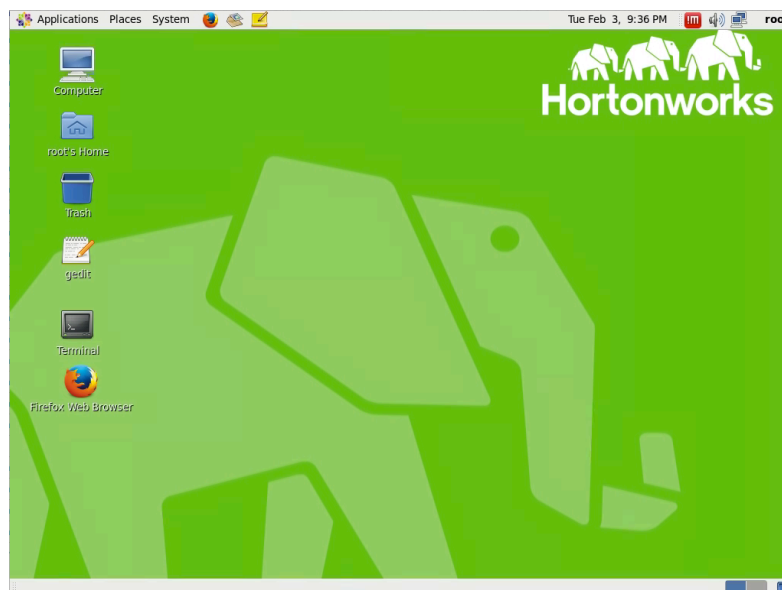 Applications Places System Tue Feb 3, 9:36 PM roo
Hortonworks
Computer
root's Home
Trash
gedit
Terminal
Firefox Web Browser